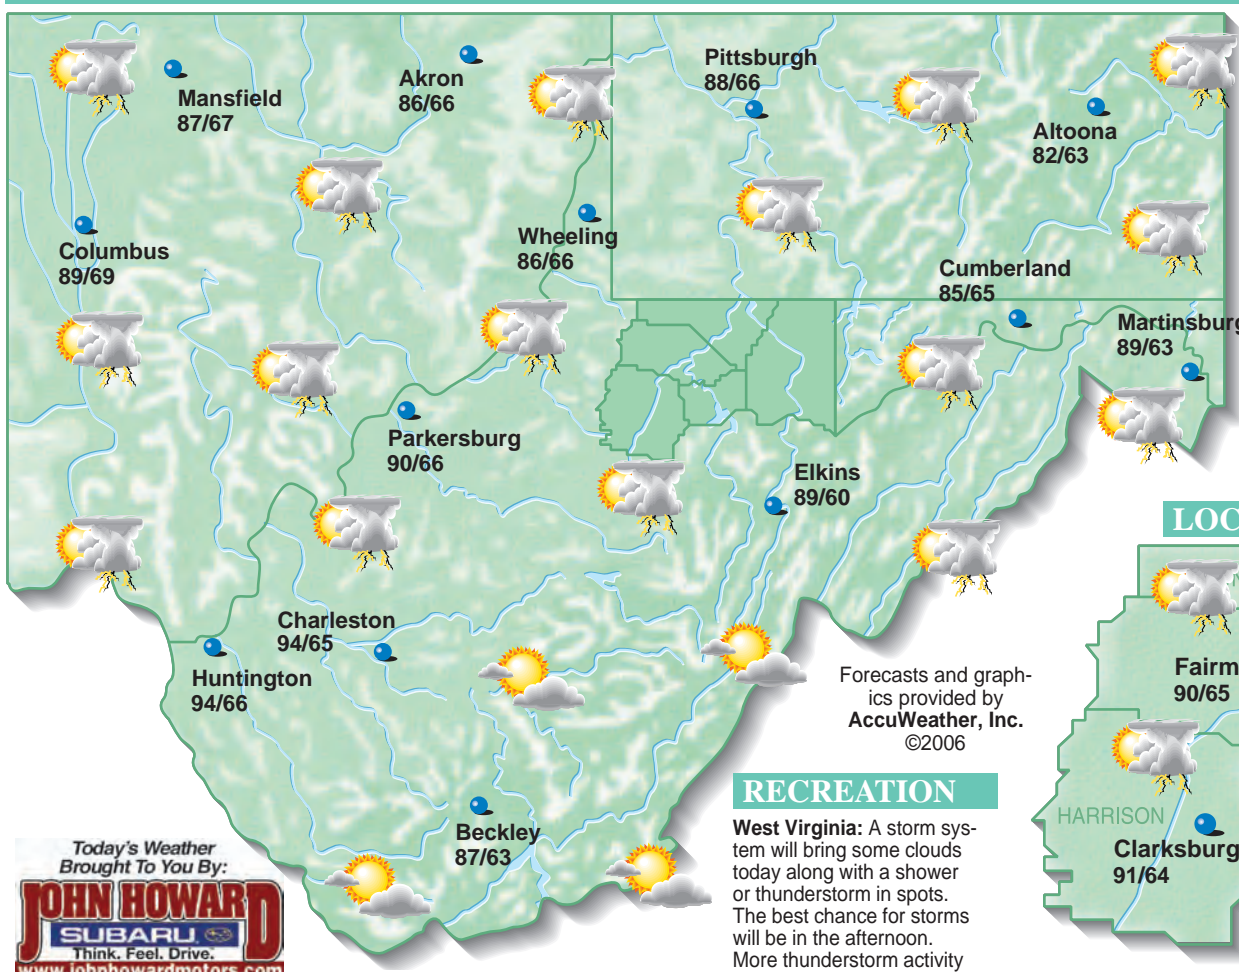 Mansfield
87/67
Akron
86/66
Pittsburgh
88/66
Altoona
82/63
Columbus
89/69
Wheeling
86/66
Cumberland
85/65
Martinsburg
89/63
Parkersburg
90/66
Elkins
89/60
Charleston
94/65
Huntington
94/66
Beckley
87/63
Forecasts and graph-
ics provided by
AccuWeather, Inc.
©2006
RECREATION
West Virginia: A storm sys-
tem will bring some clouds
today along with a shower
or thunderstorm in spots.
The best chance for storms
will be in the afternoon.
More thunderstorm activity
LOC
Fairm
90/65
HARRISON
Clarksburg
91/64
Today's Weather
Brought To You By:
JOHN HOWARD
SUBARU
Think. Feel. Drive.
www.johnhowardmotors.com